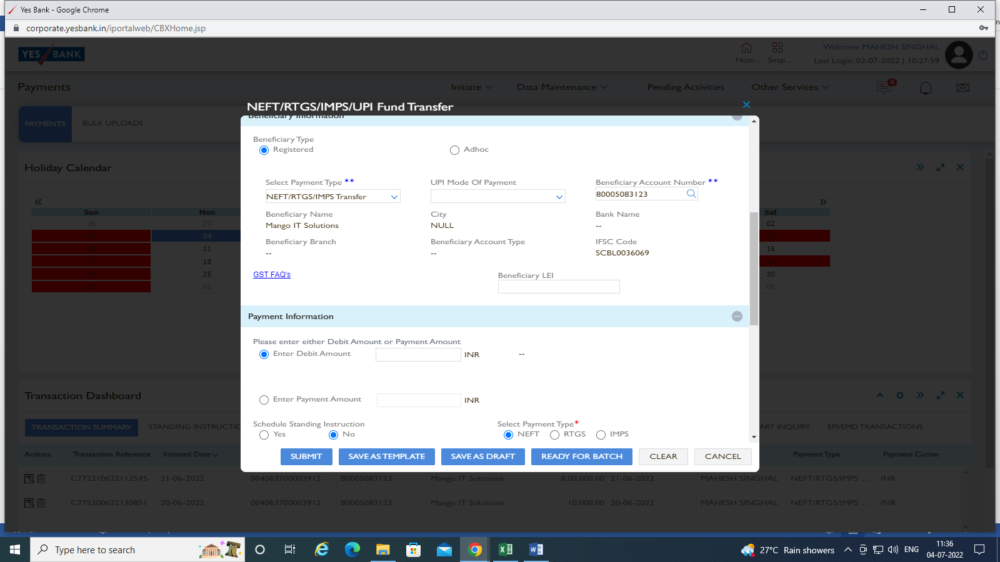 Yes Bank - Google Chrome
corporate.yesbank.in/iportalweb/CBXHome.jsp
YES BANK
Hom... Snap...
Welcome MAHESH SINGHAL
Last Login: 02-07-2022 | 10:27:59
Payments
Initiate Data Maintenance Pending Activities Other Services 0
PAYMENTS BULK UPLOADS
NEFT/RTGS/IMPS/UPI Fund Transfer
Beneficiary Information
Beneficiary Type
Registered Adhoc
Select Payment Type ** UPI Mode Of Payment Beneficiary Account Number **
NEFT/RTGS/IMPS Transfer 80005083123
Beneficiary Name City Bank Name
Mango IT Solutions NULL --
Beneficiary Branch Beneficiary Account Type IFSC Code
-- -- SCBL0036069
GST FAQ's Beneficiary LEI
Payment Information
Please enter either Debit Amount or Payment Amount
Enter Debit Amount INR --
Enter Payment Amount INR
Schedule Standing Instruction Select Payment Type*
Yes No NEFT RTGS IMPS
SUBMIT SAVE AS TEMPLATE SAVE AS DRAFT READY FOR BATCH CLEAR CANCEL
Holiday Calendar
Sun Mon Sat
26 27 02
04
11 16
18
25 30
01 06
Transaction Dashboard
TRANSACTION SUMMARY STANDING INSTRUCTIO ARY INQUIRY EPI/EMD TRANSACTIONS
Actions Transaction Reference Initiated Date Payment Type Payment Curren
C772210622112545 21-06-2022 004063700003912 80005083123 Mango IT Solutions 8,00,000.00 21-06-2022 MAHESH SINGHAL NEFT/RTGS/IMPS ... INR
C775200622130851 20-06-2022 004063700003912 80005083123 Mango IT Solutions 10,000.00 20-06-2022 MAHESH SINGHAL NEFT/RTGS/IMPS ... INR
Type here to search
27°C Rain showers
ENG
11:36
04-07-2022